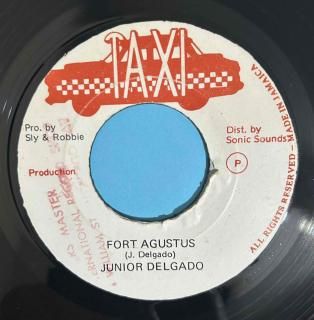 TAXI
Pro. by
Sly & Robbie
Dist. by
Sonic Sounds
Production
P
ALL RIGHTS RESERVED - MADE IN JAMAICA
FORT AGUSTUS
(J. Delgado)
JUNIOR DELGADO